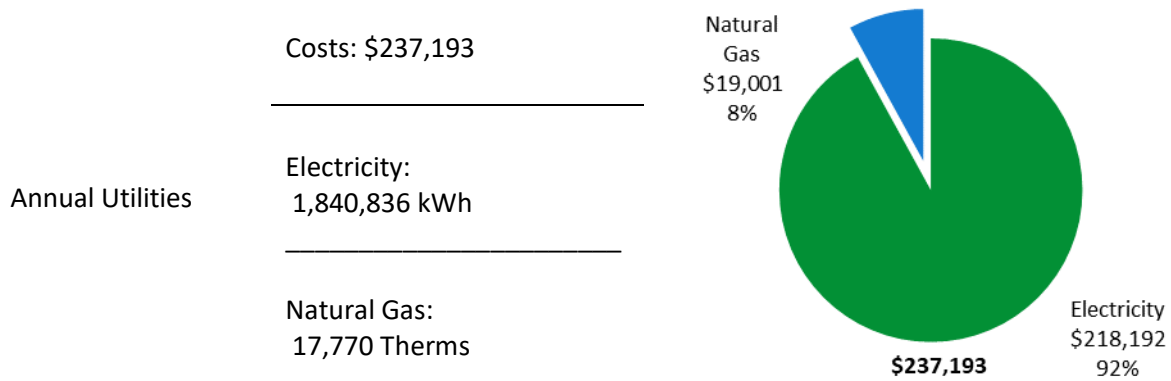 Annual Utilities
Costs: $237,193
Electricity:
1,840,836 kWh
Natural Gas:
17,770 Therms
Natural
Gas
$19,001
8%
Electricity
$218,192
92%
$237,193